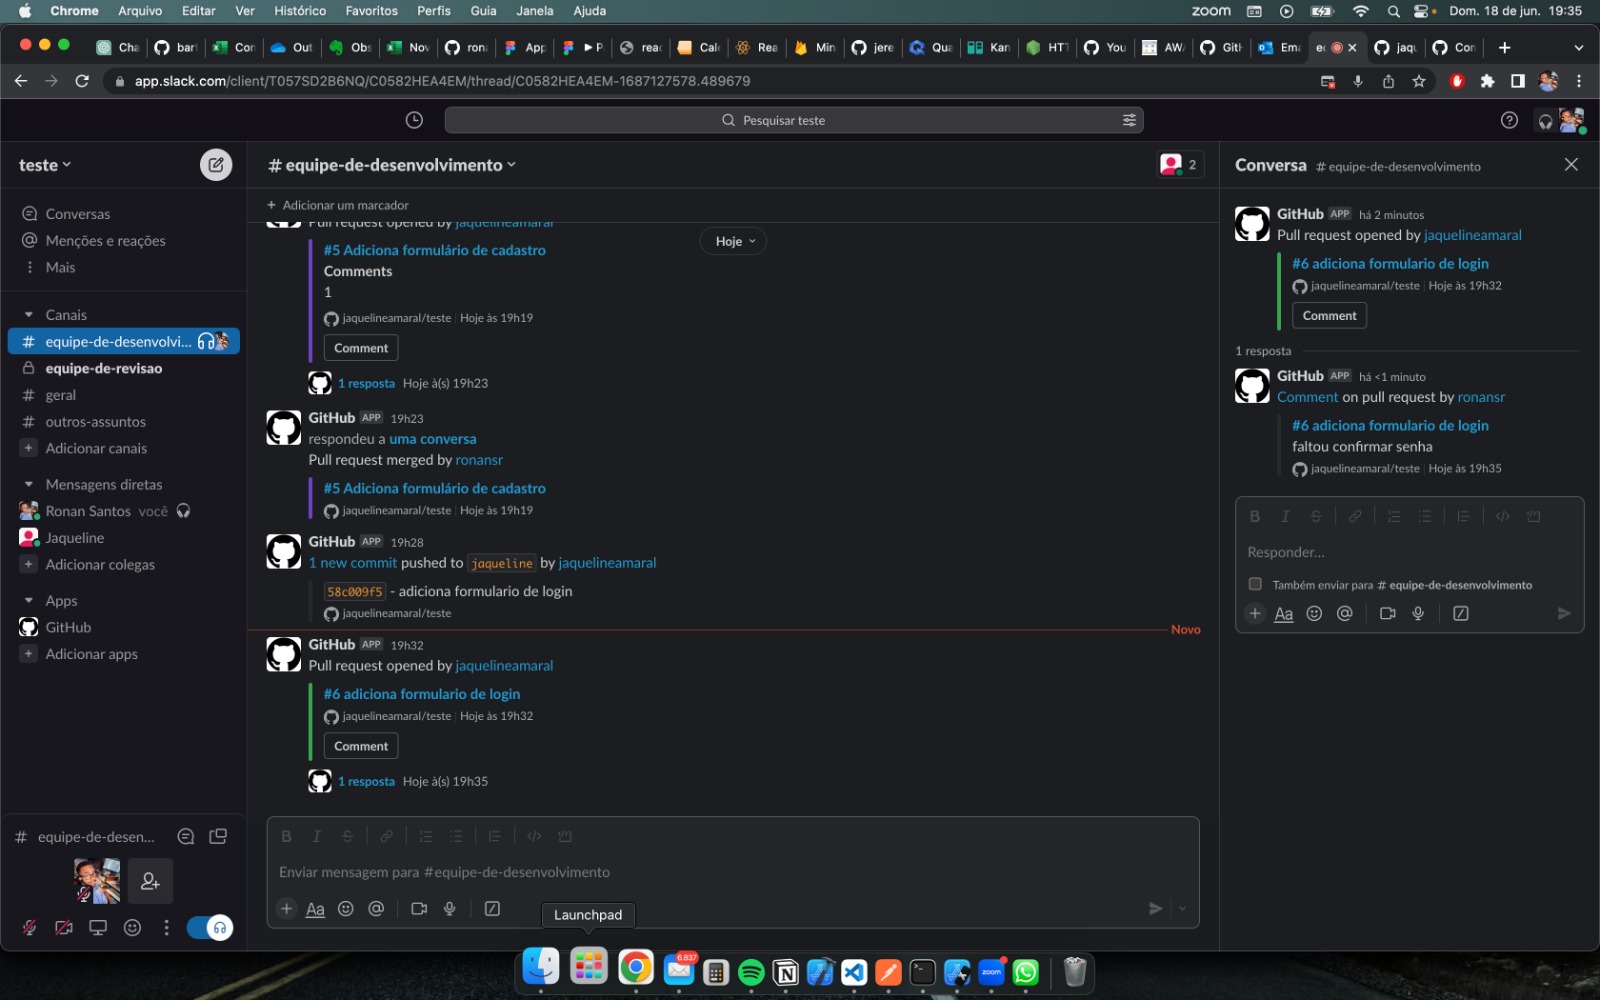 Chrome Arquivo Editar Ver Histórico Favoritos Perfis Guia Janela Ajuda
zoom Dom. 18 de jun. 19:35
Cha bar Cor Out Obs Nov ron App P reac Calc Rea Min jere Qua Kan HTT You AW Gitl Ema jaqu Con
app.slack.com/client/T057SD2B6NQ/C0582HEA4EM/thread/C0582HEA4EM-1687127578.489679
Pesquisar teste
teste
Conversas
Menções e reações
Mais
Canais
# equipe-de-desenvolvi...
equipe-de-revisao
# geral
# outros-assuntos
+ Adicionar canais
Mensagens diretas
Ronan Santos você
Jaqueline
+ Adicionar colegas
Apps
GitHub
+ Adicionar apps
# equipe-de-desen...
# equipe-de-desenvolvimento
2
+ Adicionar um marcador
Pull request opened by jaquelineamaral
Hoje
#5 Adiciona formulário de cadastro
Comments
1
jaquelineamaral/teste | Hoje às 19h19
Comment
1 resposta Hoje à(s) 19h23
GitHub APP 19h23
respondeu a uma conversa
Pull request merged by ronansr
#5 Adiciona formulário de cadastro
jaquelineamaral/teste | Hoje às 19h19
GitHub APP 19h28
1 new commit pushed to jaqueline by jaquelineamaral
58c009f5 - adiciona formulario de login
jaquelineamaral/teste
Novo
GitHub APP 19h32
Pull request opened by jaquelineamaral
#6 adiciona formulario de login
jaquelineamaral/teste | Hoje às 19h32
Comment
1 resposta Hoje à(s) 19h35
B I S
Enviar mensagem para #equipe-de-desenvolvimento
+ Aa @
Launchpad
Conversa # equipe-de-desenvolvimento
GitHub APP há 2 minutos
Pull request opened by jaquelineamaral
#6 adiciona formulario de login
jaquelineamaral/teste | Hoje às 19h32
Comment
1 resposta
GitHub APP há <1 minuto
Comment on pull request by ronansr
#6 adiciona formulario de login
faltou confirmar senha
jaquelineamaral/teste | Hoje às 19h35
B I S
Responder...
Também enviar para # equipe-de-desenvolvimento
+ Aa @
6.837
zoom